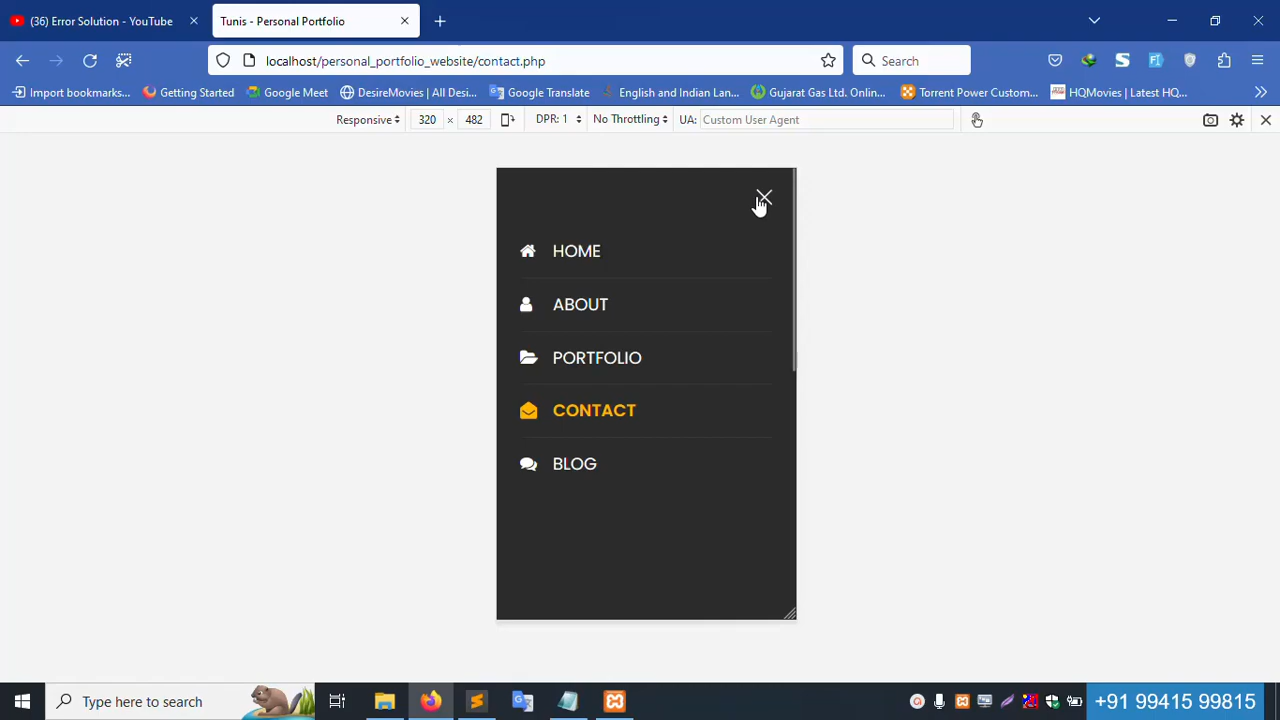 (36) Error Solution - YouTube
Tunis - Personal Portfolio
localhost/personal_portfolio_website/contact.php
Search
Import bookmarks...
Getting Started
Google Meet
DesireMovies | All Desi...
Google Translate
English and Indian Lan...
Gujarat Gas Ltd. Onlin...
Torrent Power Custom...
HQMovies | Latest HQ...
Responsive 320 × 482 DPR: 1 No Throttling UA: Custom User Agent
HOME
ABOUT
PORTFOLIO
CONTACT
BLOG
Type here to search
+91 99415 99815